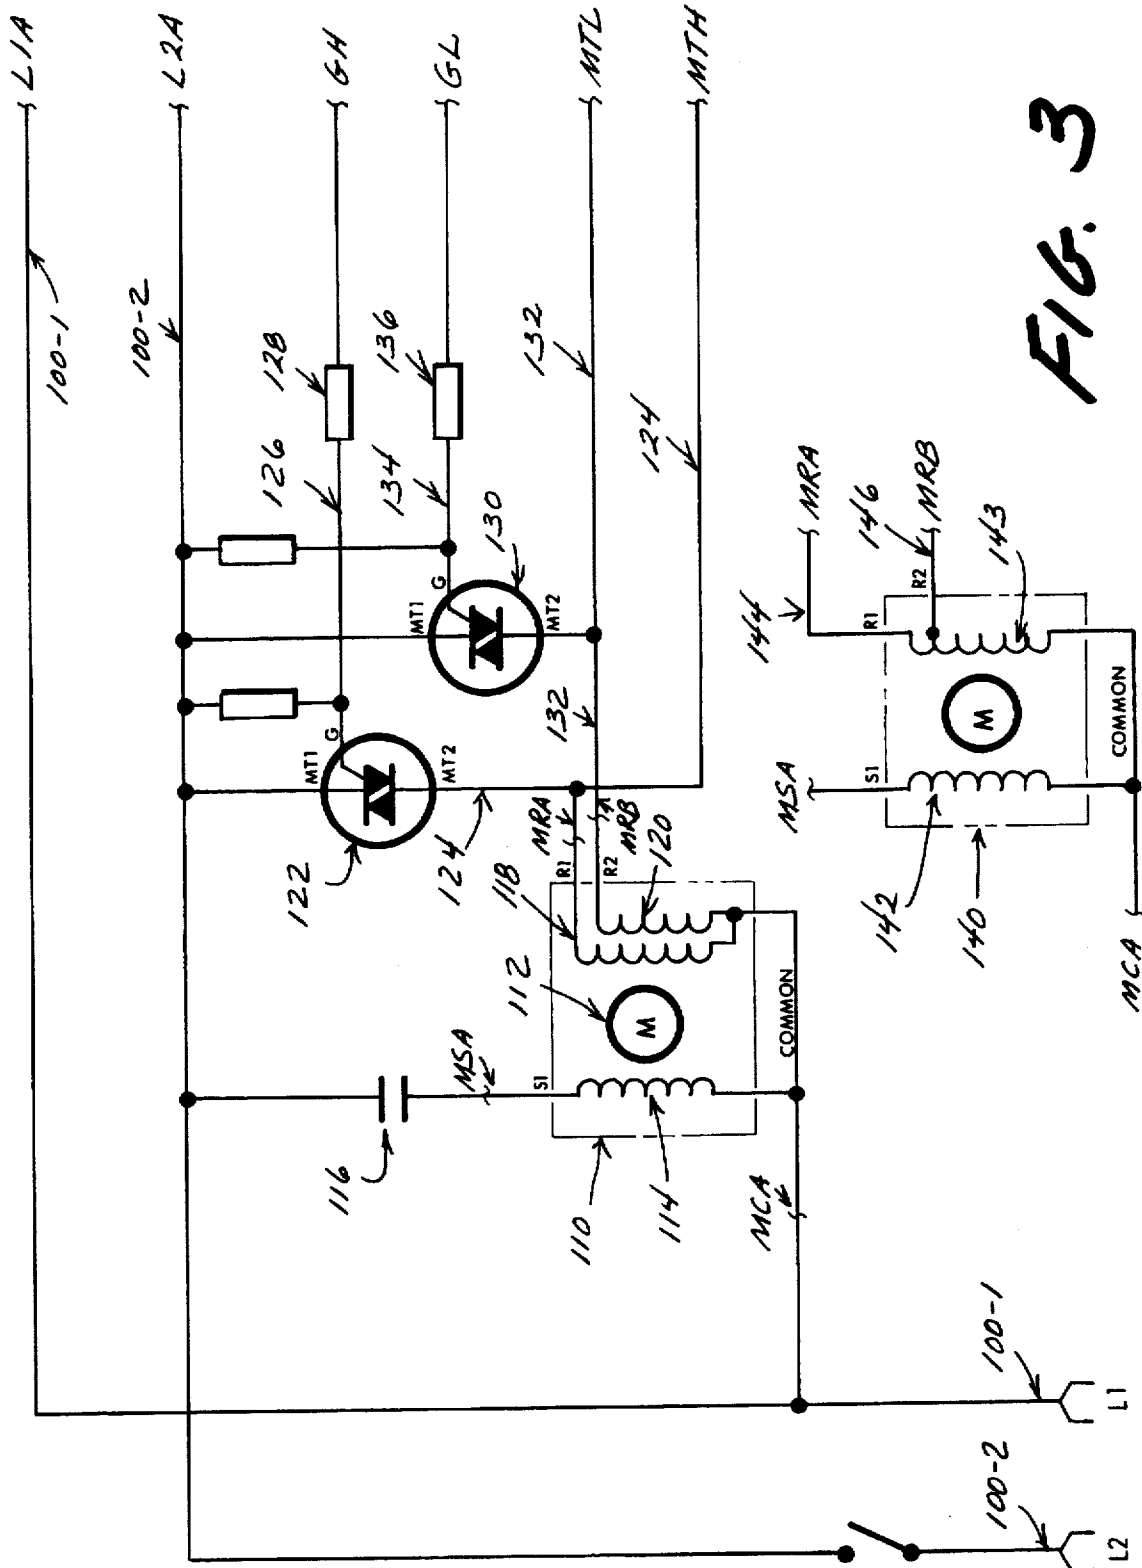 L1A
L2A
GH
GL
MTL
MTH
100-1
100-2
126
128
134
136
132
124
130
G
MT1
MT2
G
MT1
MT2
122
124
132
MRA
MRB
R1
R2
118
120
112
M
MSA
S1
116
110
114
COMMON
MCA
144
MRA
146
MRB
R1
R2
143
MSA
S1
M
142
140
COMMON
MCA
100-1
L1
100-2
L2
FIG. 3